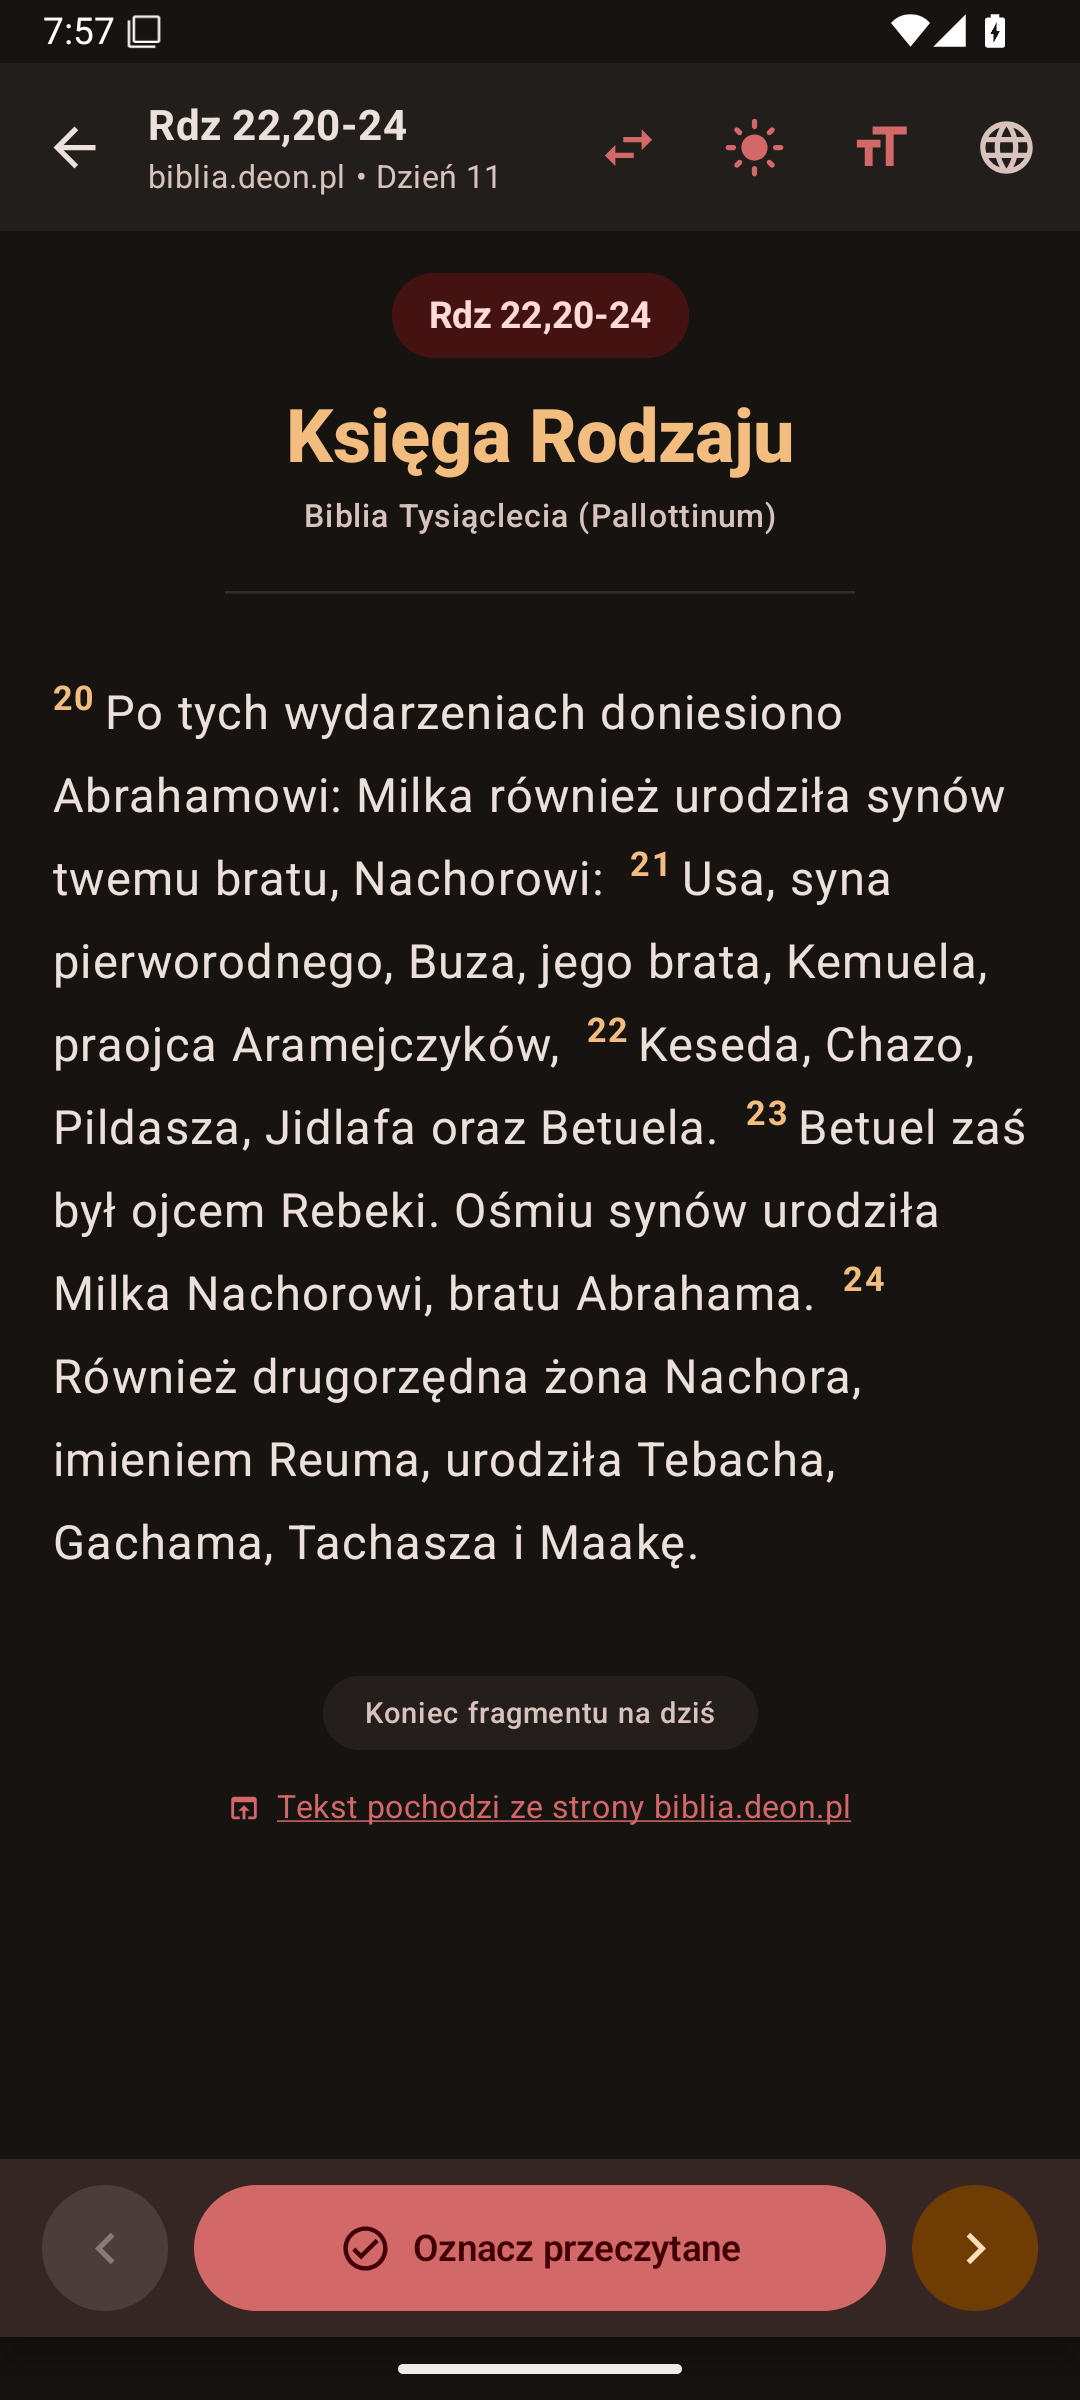 7:57
Rdz 22,20-24
biblia.deon.pl • Dzień 11
Rdz 22,20-24
Księga Rodzaju
Biblia Tysiąclecia (Pallottinum)
20 Po tych wydarzeniach doniesiono
Abrahamowi: Milka również urodziła synów
twemu bratu, Nachorowi: 21 Usa, syna
pierworodnego, Buza, jego brata, Kemuela,
praojca Aramejczyków, 22 Keseda, Chazo,
Pildasza, Jidlafa oraz Betuela. 23 Betuel zaś
był ojcem Rebeki. Ośmiu synów urodziła
Milka Nachorowi, bratu Abrahama. 24
Również drugorzędna żona Nachora,
imieniem Reuma, urodziła Tebacha,
Gachama, Tachasza i Maakę.
Koniec fragmentu na dziś
Tekst pochodzi ze strony biblia.deon.pl
Oznacz przeczytane